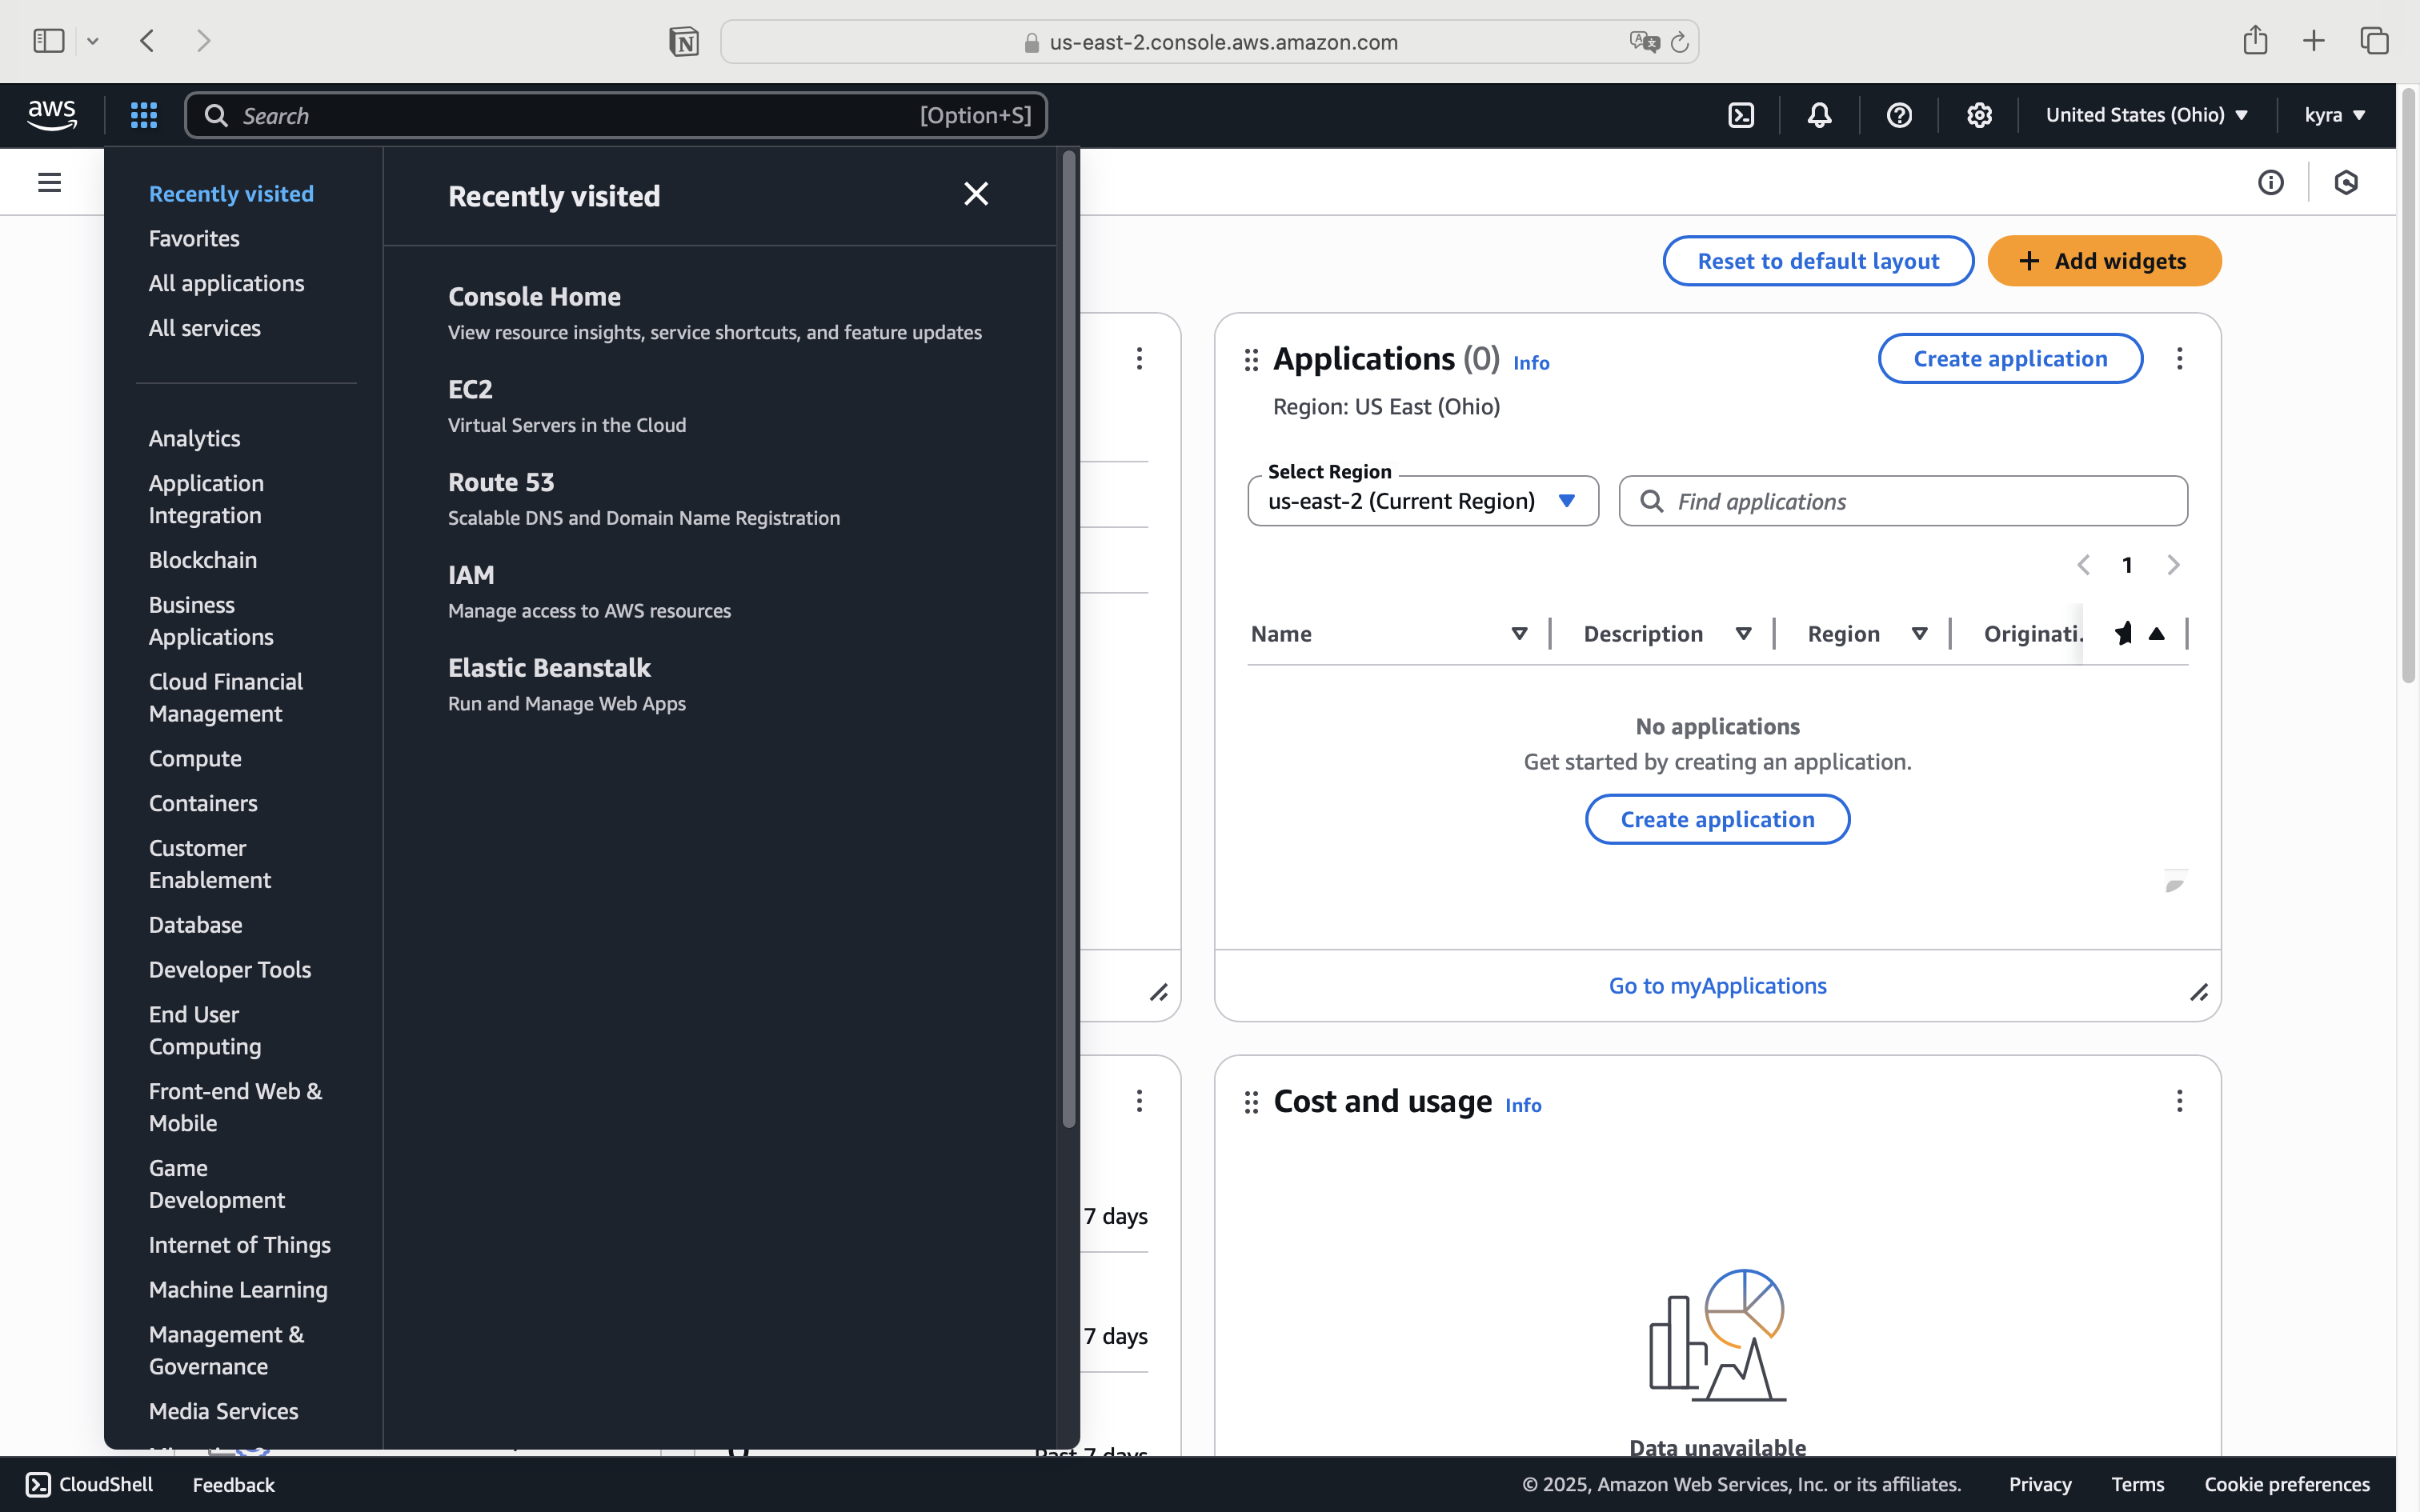 us-east-2.console.aws.amazon.com
aws
Search
[Option+S]
United States (Ohio)
kyra
Recently visited
Favorites
All applications
All services
Analytics
Application
Integration
Blockchain
Business
Applications
Cloud Financial
Management
Compute
Containers
Customer
Enablement
Database
Developer Tools
End User
Computing
Front-end Web &
Mobile
Game
Development
Internet of Things
Machine Learning
Management &
Governance
Media Services
Recently visited
Console Home
View resource insights, service shortcuts, and feature updates
EC2
Virtual Servers in the Cloud
Route 53
Scalable DNS and Domain Name Registration
IAM
Manage access to AWS resources
Elastic Beanstalk
Run and Manage Web Apps
Reset to default layout
+ Add widgets
Applications (0) Info
Create application
Region: US East (Ohio)
Select Region
us-east-2 (Current Region)
Find applications
1
Name
Description
Region
Originati.
No applications
Get started by creating an application.
Create application
Go to myApplications
7 days
7 days
Past 7 days
Cost and usage Info
Data unavailable
CloudShell
Feedback
© 2025, Amazon Web Services, Inc. or its affiliates.
Privacy
Terms
Cookie preferences